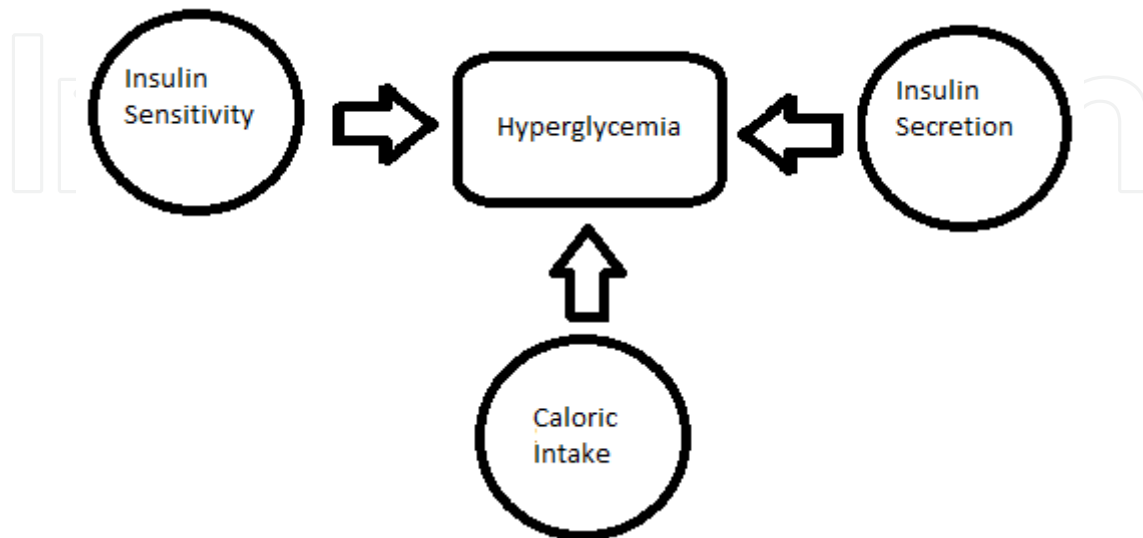 Insulin
Sensitivity
Hyperglycemia
Insulin
Secretion
Caloric
Intake